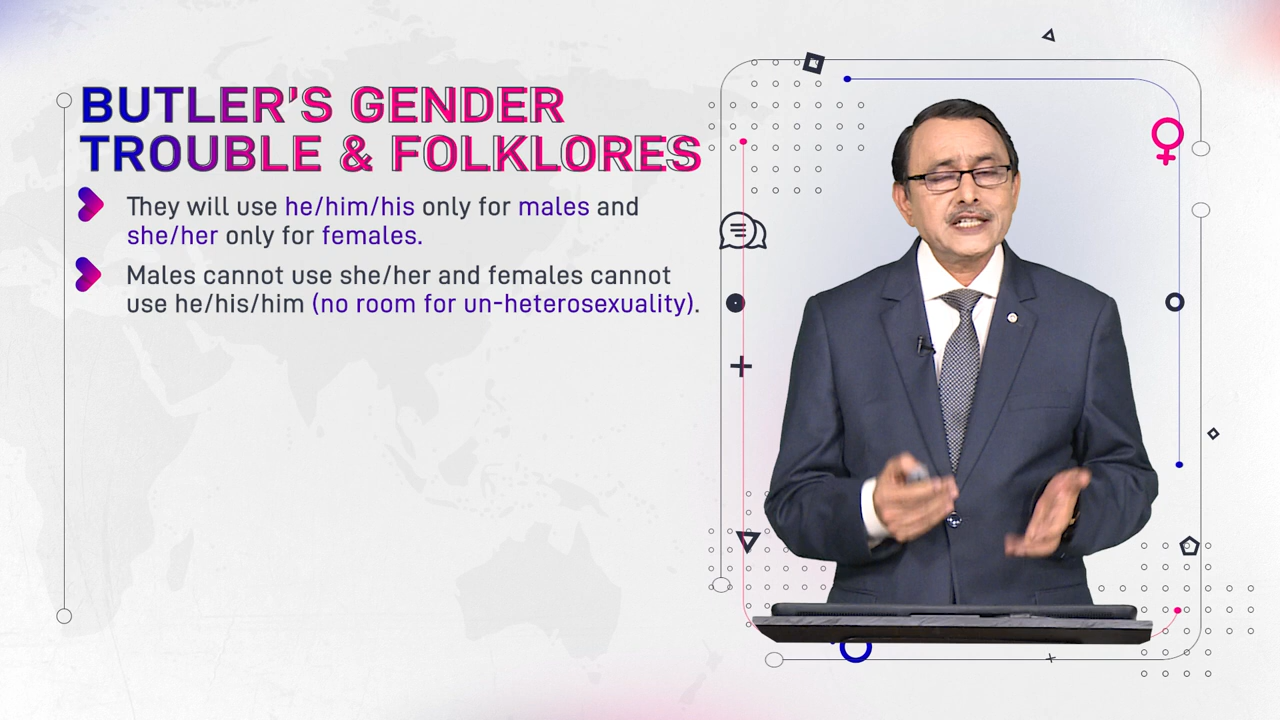 BUTLER'S GENDER
TROUBLE & FOLKLORES
They will use he/him/his only for males and
she/her only for females.
Males cannot use she/her and females cannot
use he/his/him (no room for un-heterosexuality).